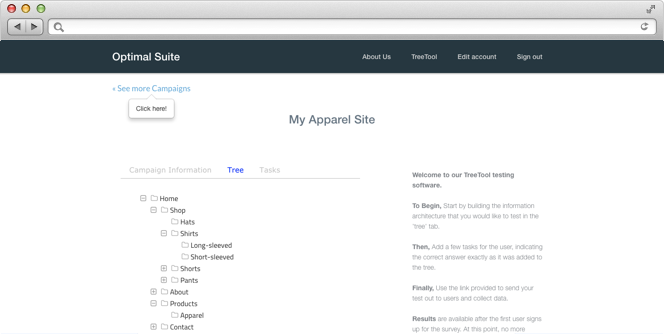 Optimal Suite
About Us TreeTool Edit account Sign out
« See more Campaigns
Click here!
My Apparel Site
Campaign Information Tree Tasks
Home
Shop
Hats
Shirts
Long-sleeved
Short-sleeved
Shorts
Pants
About
Products
Apparel
Contact
Welcome to our TreeTool testing
software.
To Begin, Start by building the information
architecture that you would like to test in the
'Tree' tab.
Then, Add a few tasks for the user, indicating
the correct answer exactly as it was added to
the tree.
Finally, Use the link provided to send your
test out to users and collect data.
Results are available after the first user signs
up for the survey. At this point, no more